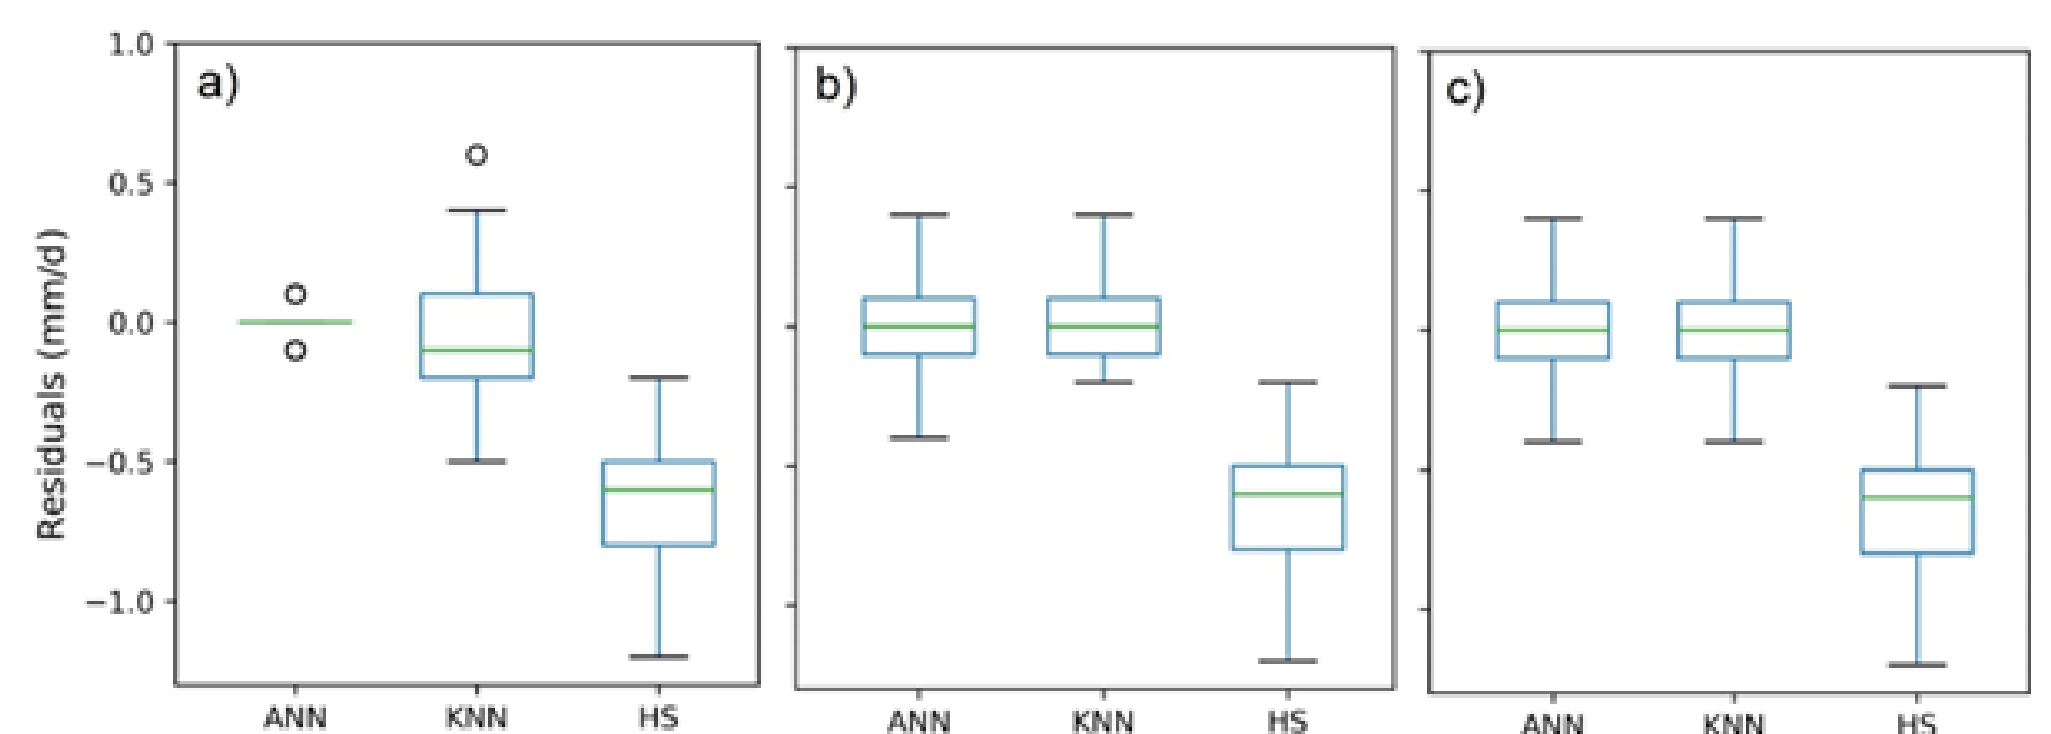 a)
b)
c)
Residuals (mm/d)
1.0
0.5
0.0
−0.5
−1.0
ANN KNN HS
ANN KNN HS
ANN KNN HS